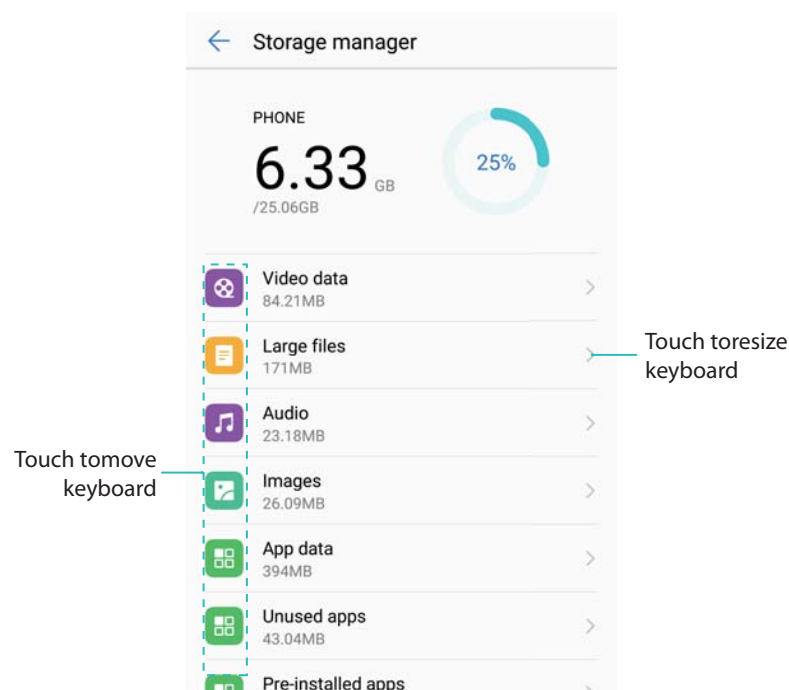 Storage manager
PHONE
6.33 GB
25%
/25.06GB
Video data
84.21MB
Large files
171MB
Touch toresize
keyboard
Audio
23.18MB
Touch tomove
keyboard
Images
26.09MB
App data
394MB
Unused apps
43.04MB
Pre-installed apps